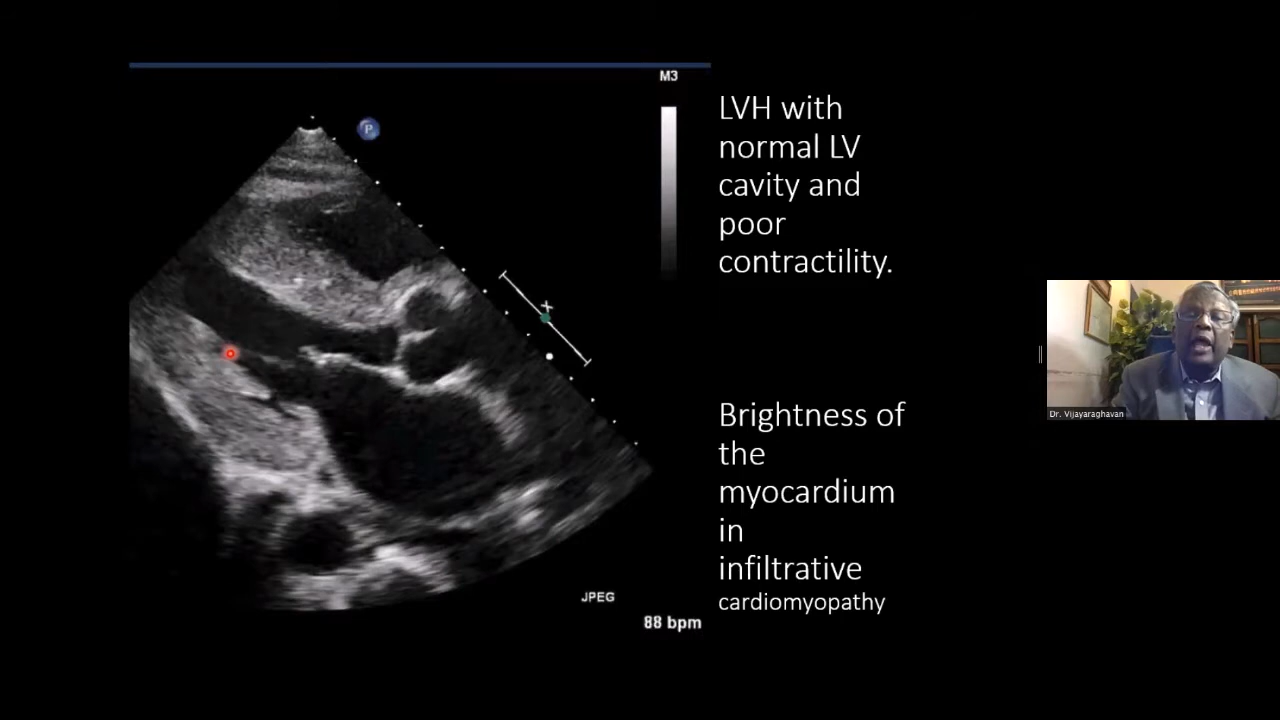 M3
P
LVH with
normal LV
cavity and
poor
contractility.
Brightness of
the
myocardium
in
infiltrative
cardiomyopathy
Dr. Vijayaraghavan
JPEG
88 bpm